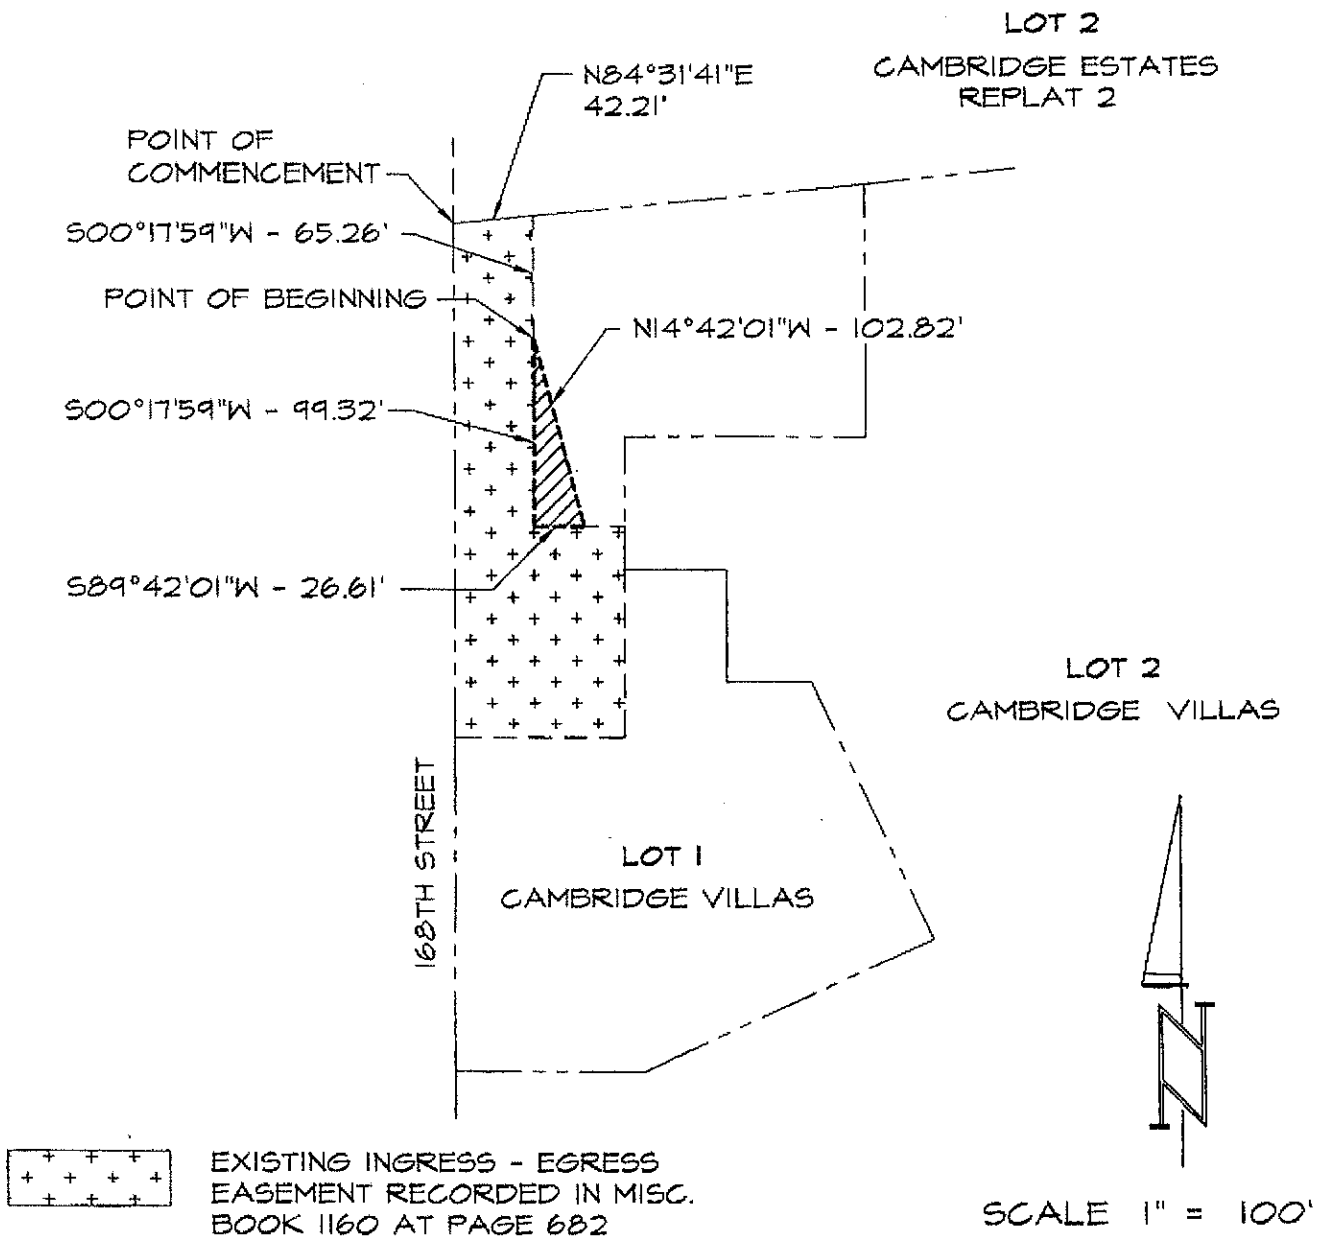 LOT 2
CAMBRIDGE ESTATES
REPLAT 2
N84°31'41"E
42.21'
POINT OF
COMMENCEMENT
S00°17'59"W - 65.26'
POINT OF BEGINNING
N14°42'01"W - 102.82'
S00°17'59"W - 99.32'
S89°42'01"W - 26.61'
LOT 2
CAMBRIDGE VILLAS
168TH STREET
LOT 1
CAMBRIDGE VILLAS
N
EXISTING INGRESS - EGRESS
EASEMENT RECORDED IN MISC.
BOOK 1160 AT PAGE 682
SCALE 1" = 100'